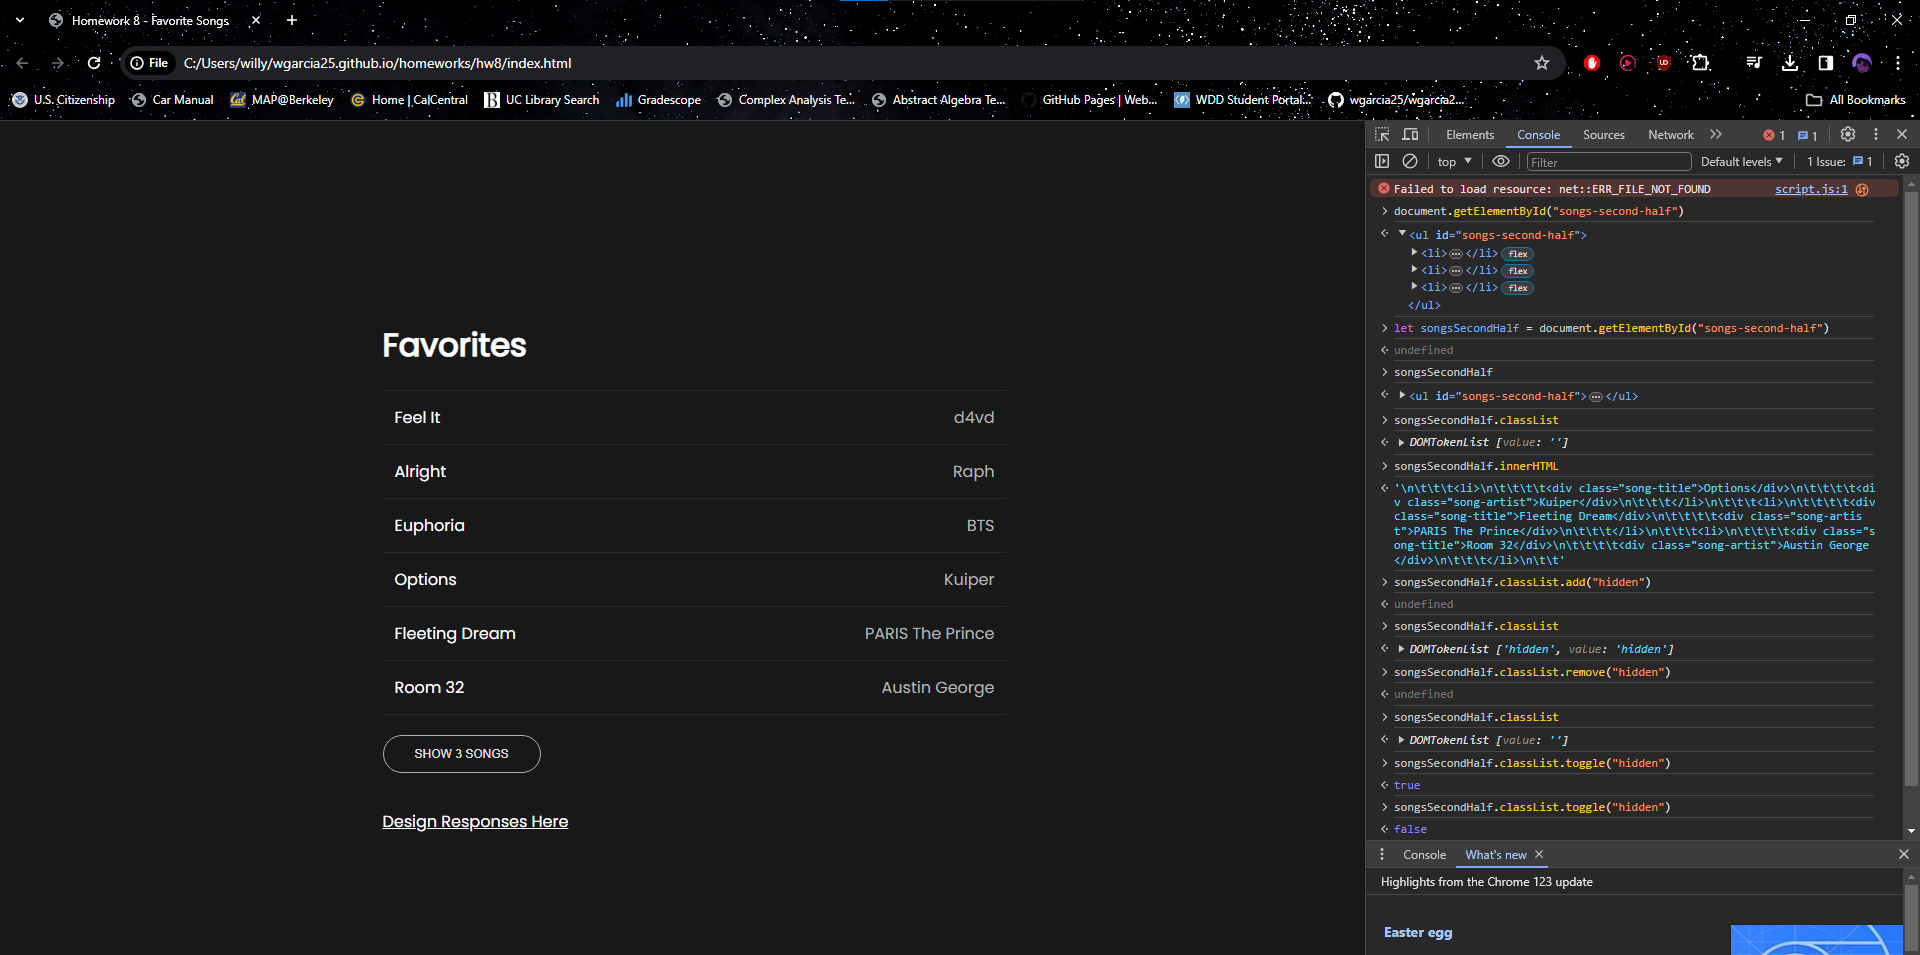 Homework 8 - Favorite Songs
File C:/Users/willy/wgarcia25.github.io/homeworks/hw8/index.html
U.S. Citizenship Car Manual MAP@Berkeley Home | CalCentral UC Library Search Gradescope Complex Analysis Te... Abstract Algebra Te... GitHub Pages | Web... WDD Student Portal... wgarcia25/wgarcia2... All Bookmarks
Favorites
Feel It d4vd
Alright Raph
Euphoria BTS
Options Kuiper
Fleeting Dream PARIS The Prince
Room 32 Austin George
SHOW 3 SONGS
Design Responses Here
Elements Console Sources Network 1 1
top Filter Default levels 1 Issue: 1
Failed to load resource: net::ERR_FILE_NOT_FOUND script.js:1
document.getElementById("songs-second-half")
<ul id="songs-second-half">
<li>…</li> flex
<li>…</li> flex
<li>…</li> flex
</ul>
let songsSecondHalf = document.getElementById("songs-second-half")
undefined
songsSecondHalf
<ul id="songs-second-half">…</ul>
songsSecondHalf.classList
DOMTokenList [value: '']
songsSecondHalf.innerHTML
'\n\t\t\t<li>\n\t\t\t\t<div class="song-title">Options</div>\n\t\t\t\t<di
v class="song-artist">Kuiper</div>\n\t\t\t</li>\n\t\t\t<li>\n\t\t\t\t<div
class="song-title">Fleeting Dream</div>\n\t\t\t\t<div class="song-artis
t">PARIS The Prince</div>\n\t\t\t</li>\n\t\t\t<li>\n\t\t\t\t<div class="s
ong-title">Room 32</div>\n\t\t\t\t<div class="song-artist">Austin George
</div>\n\t\t\t</li>\n\t\t'
songsSecondHalf.classList.add("hidden")
undefined
songsSecondHalf.classList
DOMTokenList ['hidden', value: 'hidden']
songsSecondHalf.classList.remove("hidden")
undefined
songsSecondHalf.classList
DOMTokenList [value: '']
songsSecondHalf.classList.toggle("hidden")
true
songsSecondHalf.classList.toggle("hidden")
false
Console What's new
Highlights from the Chrome 123 update
Easter egg